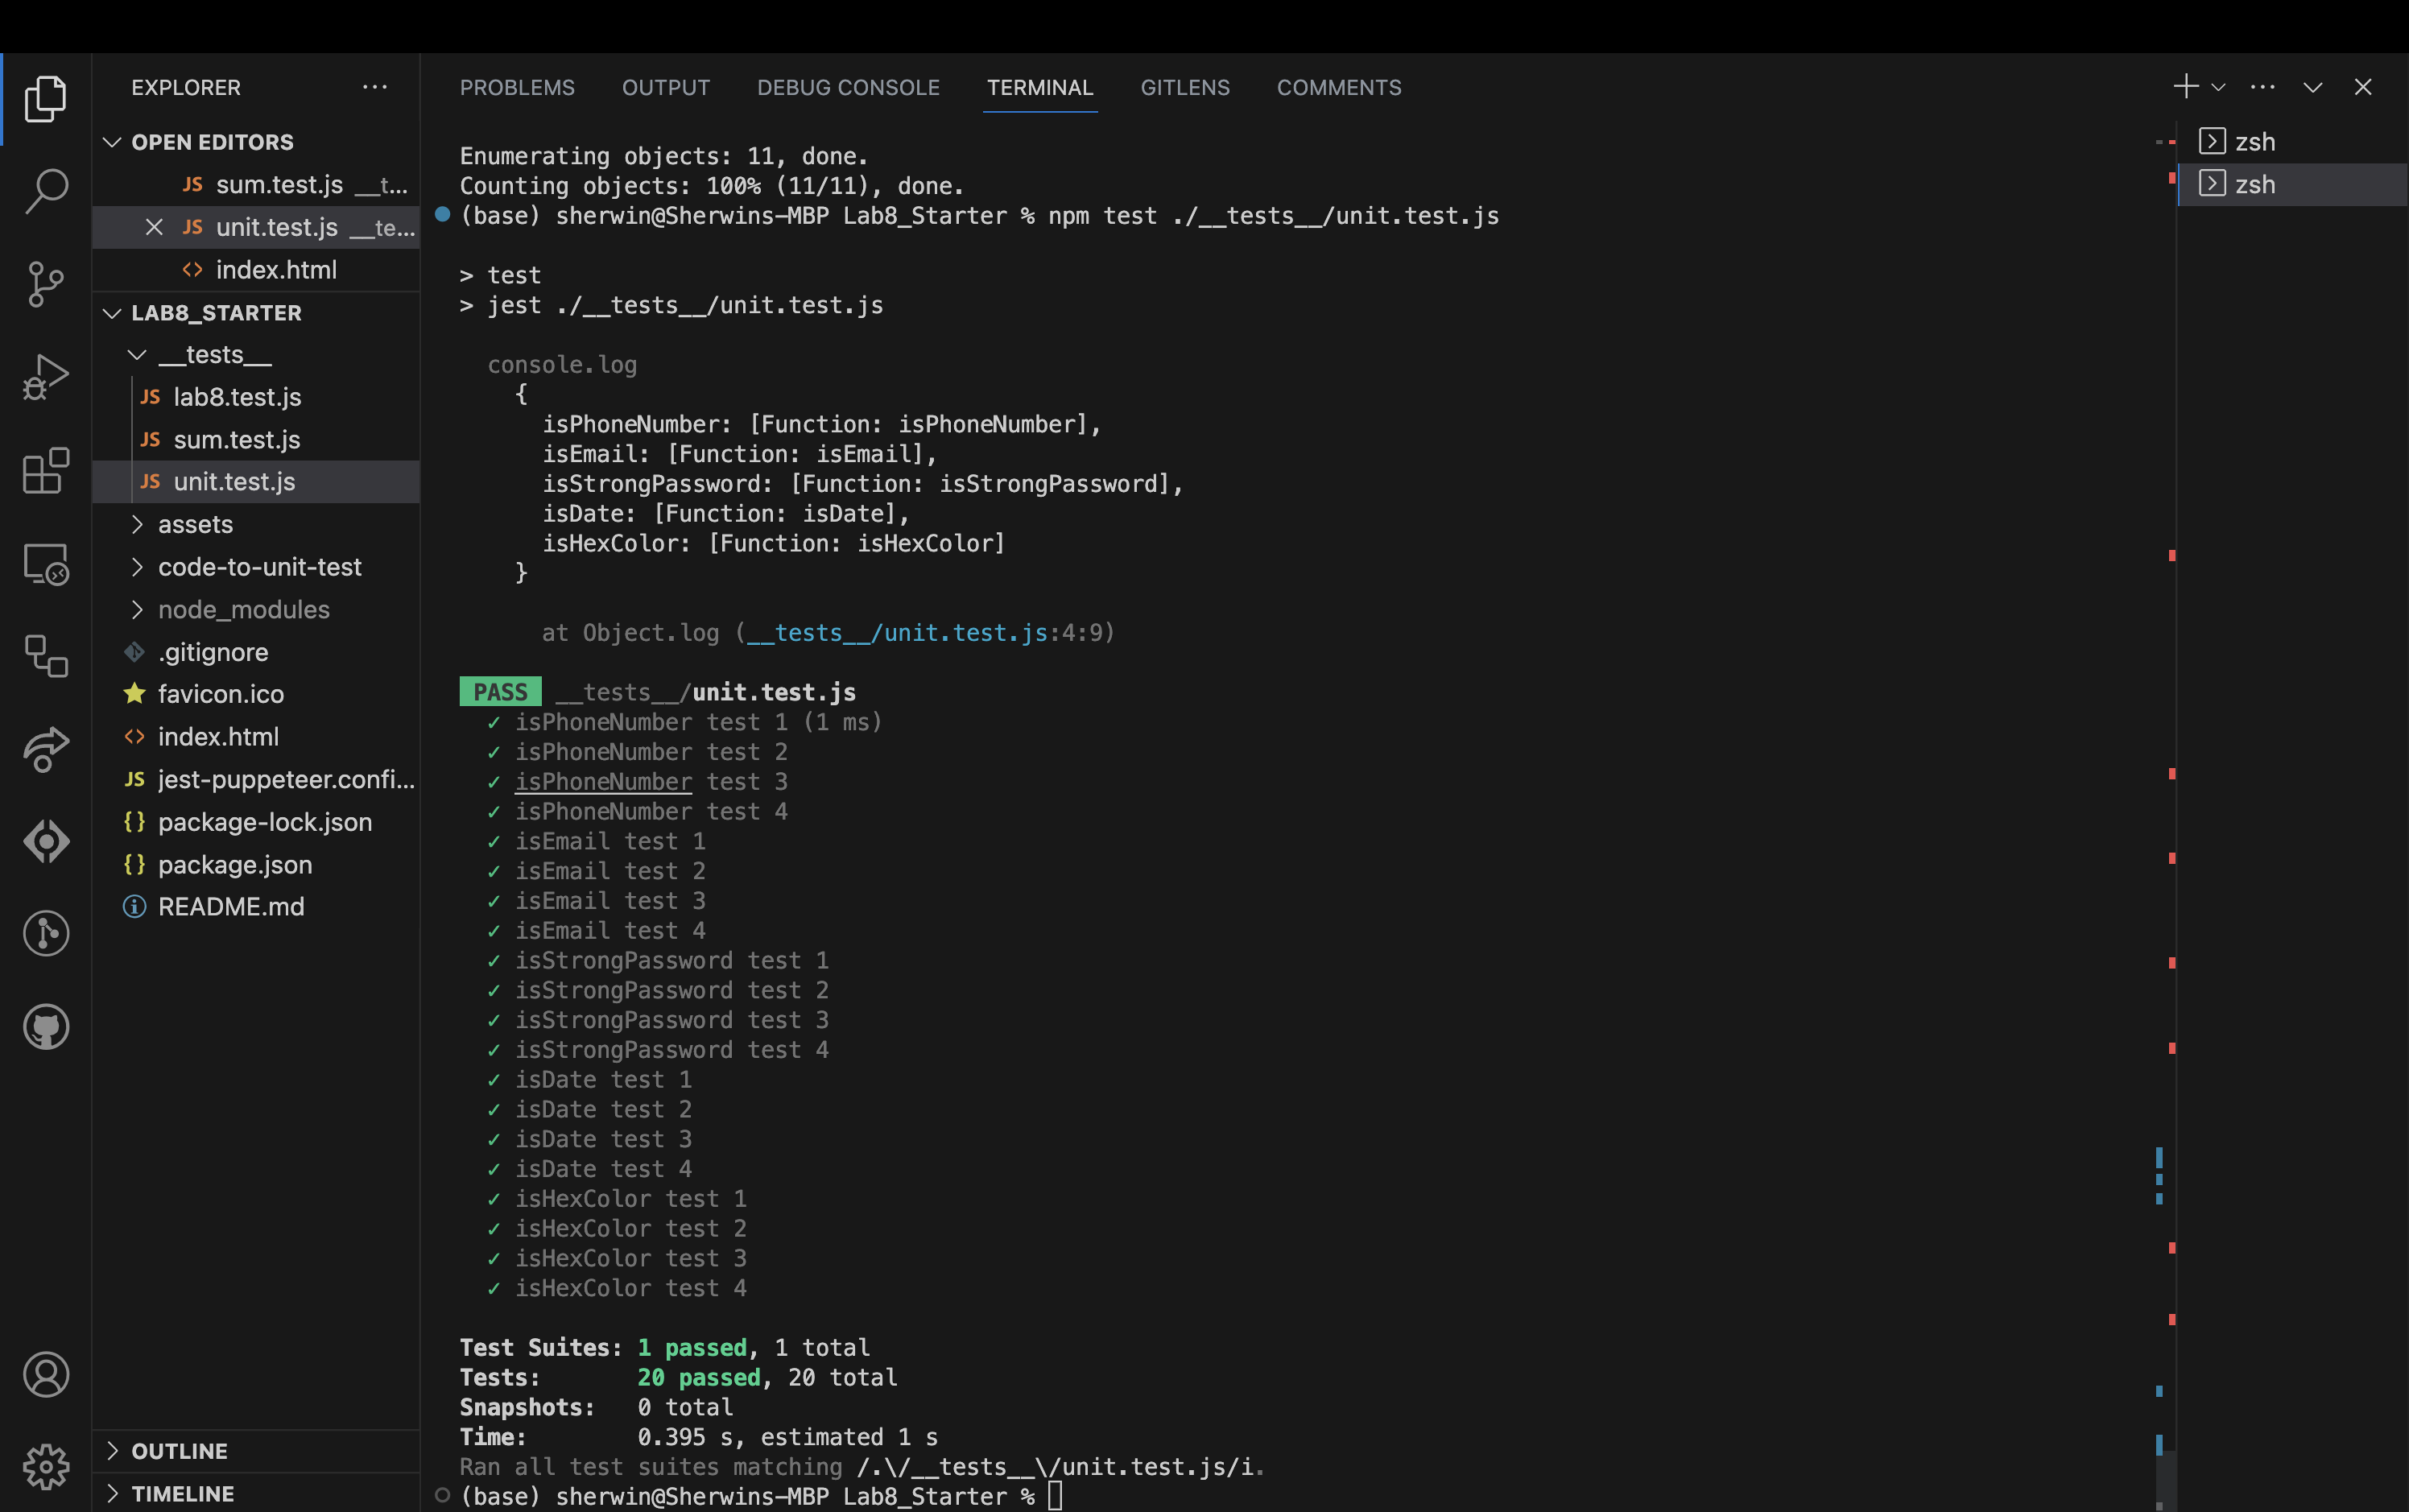 EXPLORER
OPEN EDITORS
JS sum.test.js __t...
JS unit.test.js __te...
<> index.html
LAB8_STARTER
__tests__
JS lab8.test.js
JS sum.test.js
JS unit.test.js
assets
code-to-unit-test
node_modules
.gitignore
favicon.ico
<> index.html
JS jest-puppeteer.confi...
{} package-lock.json
{} package.json
README.md
OUTLINE
TIMELINE
PROBLEMS OUTPUT DEBUG CONSOLE TERMINAL GITLENS COMMENTS
Enumerating objects: 11, done.
Counting objects: 100% (11/11), done.
(base) sherwin@Sherwins-MBP Lab8_Starter % npm test ./__tests__/unit.test.js
> test
> jest ./__tests__/unit.test.js
console.log
{
isPhoneNumber: [Function: isPhoneNumber],
isEmail: [Function: isEmail],
isStrongPassword: [Function: isStrongPassword],
isDate: [Function: isDate],
isHexColor: [Function: isHexColor]
}
at Object.log (__tests__/unit.test.js:4:9)
PASS __tests__/unit.test.js
✓ isPhoneNumber test 1 (1 ms)
✓ isPhoneNumber test 2
✓ isPhoneNumber test 3
✓ isPhoneNumber test 4
✓ isEmail test 1
✓ isEmail test 2
✓ isEmail test 3
✓ isEmail test 4
✓ isStrongPassword test 1
✓ isStrongPassword test 2
✓ isStrongPassword test 3
✓ isStrongPassword test 4
✓ isDate test 1
✓ isDate test 2
✓ isDate test 3
✓ isDate test 4
✓ isHexColor test 1
✓ isHexColor test 2
✓ isHexColor test 3
✓ isHexColor test 4
Test Suites: 1 passed, 1 total
Tests: 20 passed, 20 total
Snapshots: 0 total
Time: 0.395 s, estimated 1 s
Ran all test suites matching /.\/__tests__\/unit.test.js/i.
(base) sherwin@Sherwins-MBP Lab8_Starter %
zsh
zsh